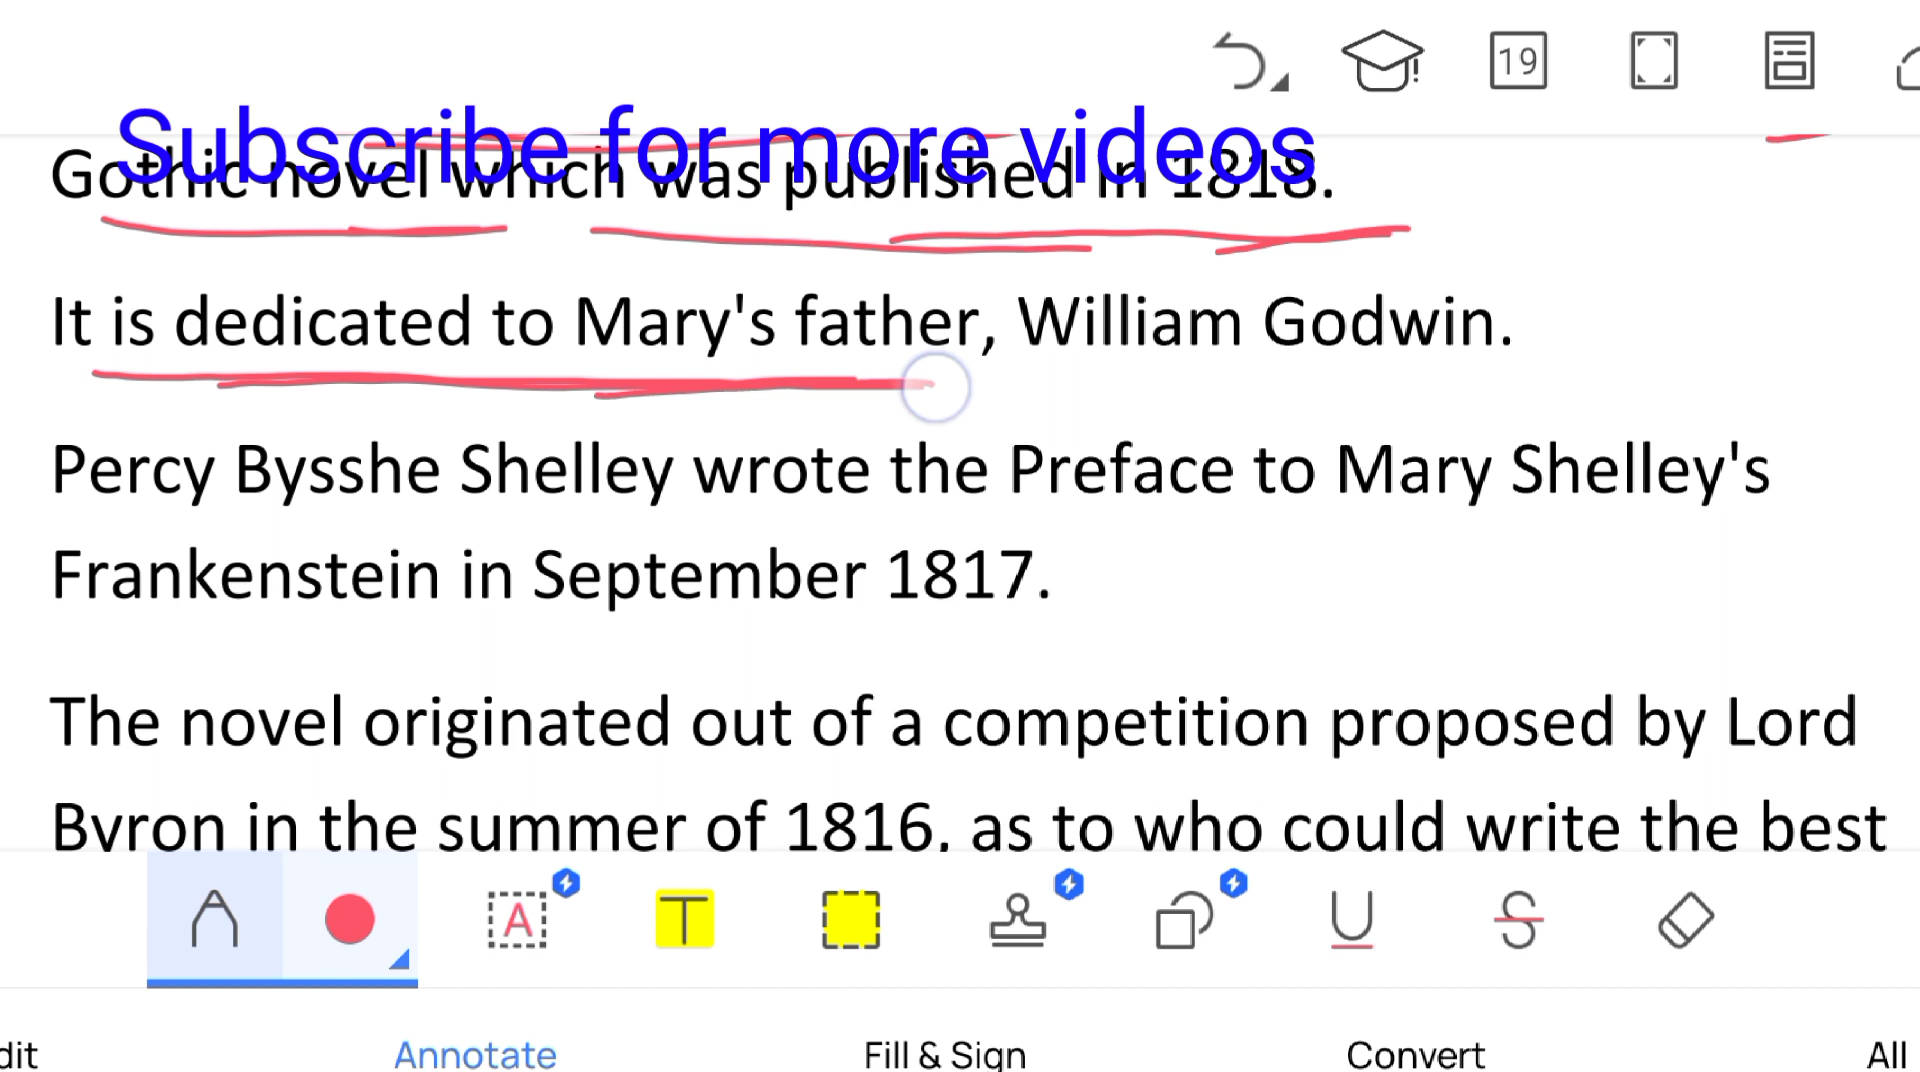 19
Subscribe for more videos
Gothic novel which was published in 1818.
It is dedicated to Mary's father, William Godwin.
Percy Bysshe Shelley wrote the Preface to Mary Shelley's
Frankenstein in September 1817.
The novel originated out of a competition proposed by Lord
Byron in the summer of 1816, as to who could write the best
A T U S
dit Annotate Fill & Sign Convert All